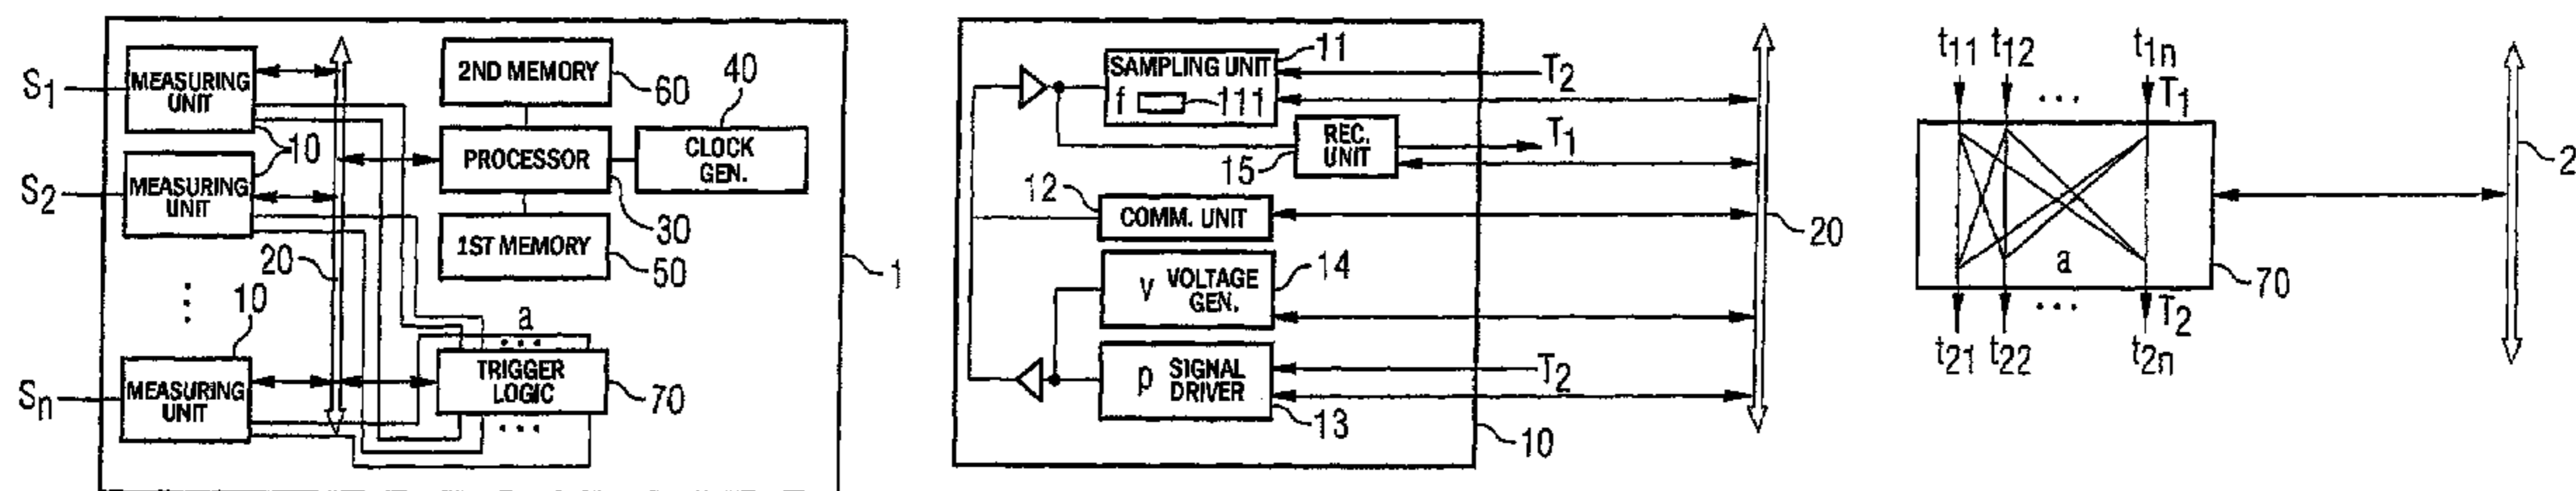 S1
MEASURING
UNIT
10
S2
MEASURING
UNIT
20
10
Sn
MEASURING
UNIT
2ND MEMORY
60
40
PROCESSOR
CLOCK
GEN.
30
1ST MEMORY
50
1
a
TRIGGER
LOGIC
70
11
SAMPLING UNIT
f
111
T2
REC.
UNIT
15
T1
12
COMM. UNIT
20
V
VOLTAGE
GEN.
14
p
SIGNAL
DRIVER
T2
13
10
t11 t12 t1n
T1
a
70
T2
t21 t22 t2n
2